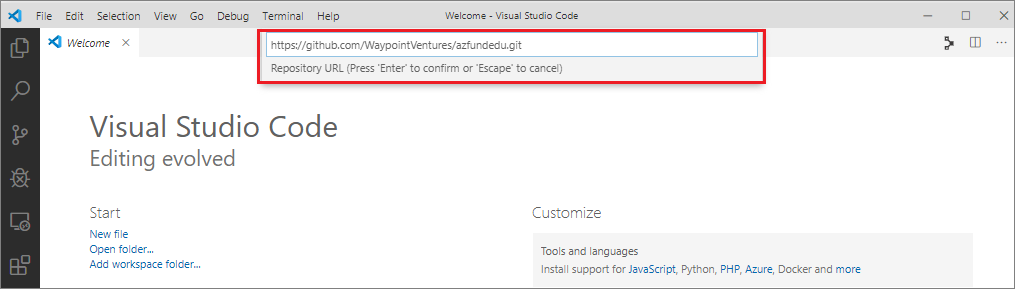 File Edit Selection View Go Debug Terminal Help Welcome - Visual Studio Code
Welcome
https://github.com/WaypointVentures/azfundedu.git
Repository URL (Press 'Enter' to confirm or 'Escape' to cancel)
Visual Studio Code
Editing evolved
Start
New file
Open folder...
Add workspace folder...
Customize
Tools and languages
Install support for JavaScript, Python, PHP, Azure, Docker and more